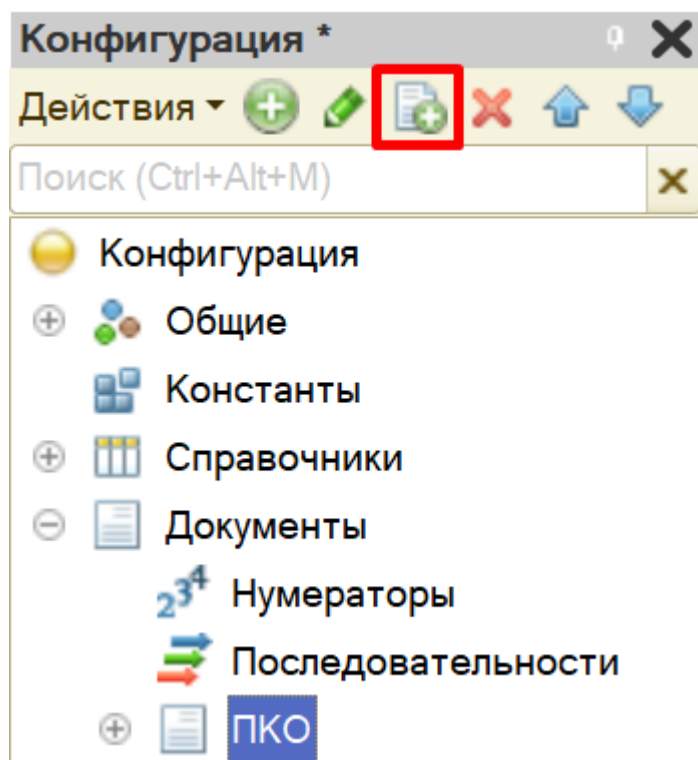 Конфигурация *
Действия
Поиск (Ctrl+Alt+M)
Конфигурация
Общие
Константы
Справочники
Документы
Нумераторы
Последовательности
ПКО